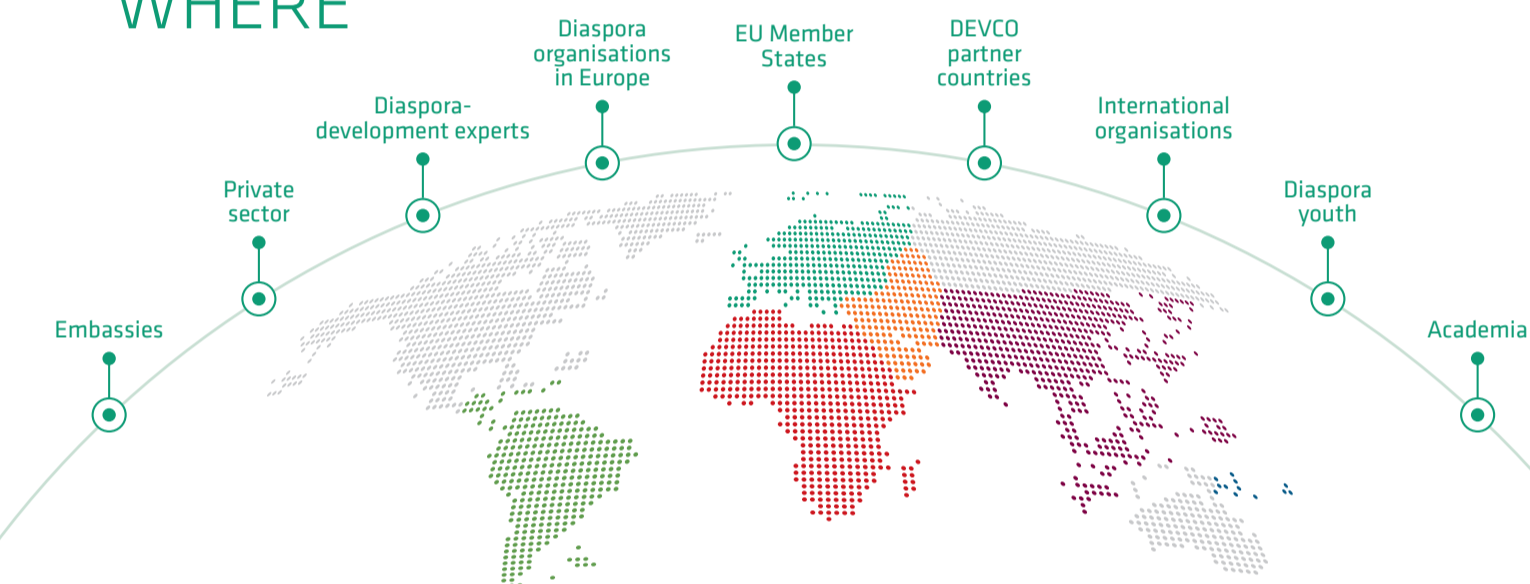 WHERE
Embassies
Private
sector
Diaspora-
development experts
Diaspora
organisations
in Europe
EU Member
States
DEVCO
partner
countries
International
organisations
Diaspora
youth
Academia